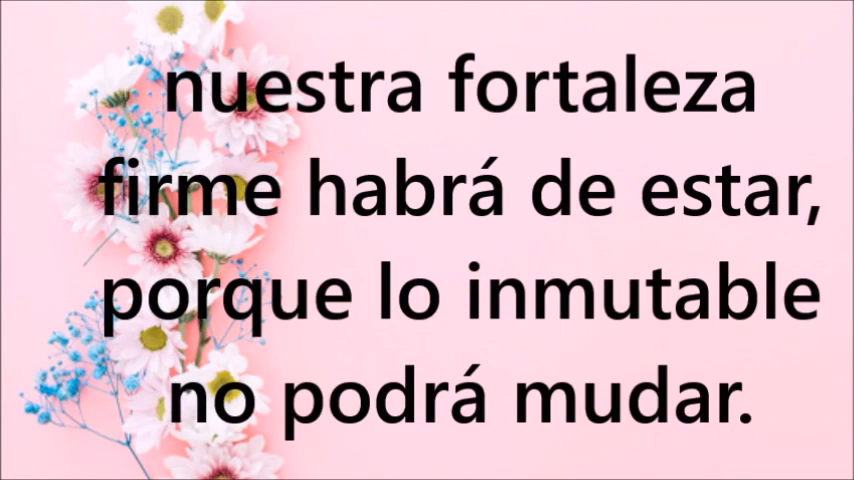 nuestra fortaleza
firme habrá de estar,
porque lo inmutable
no podrá mudar.